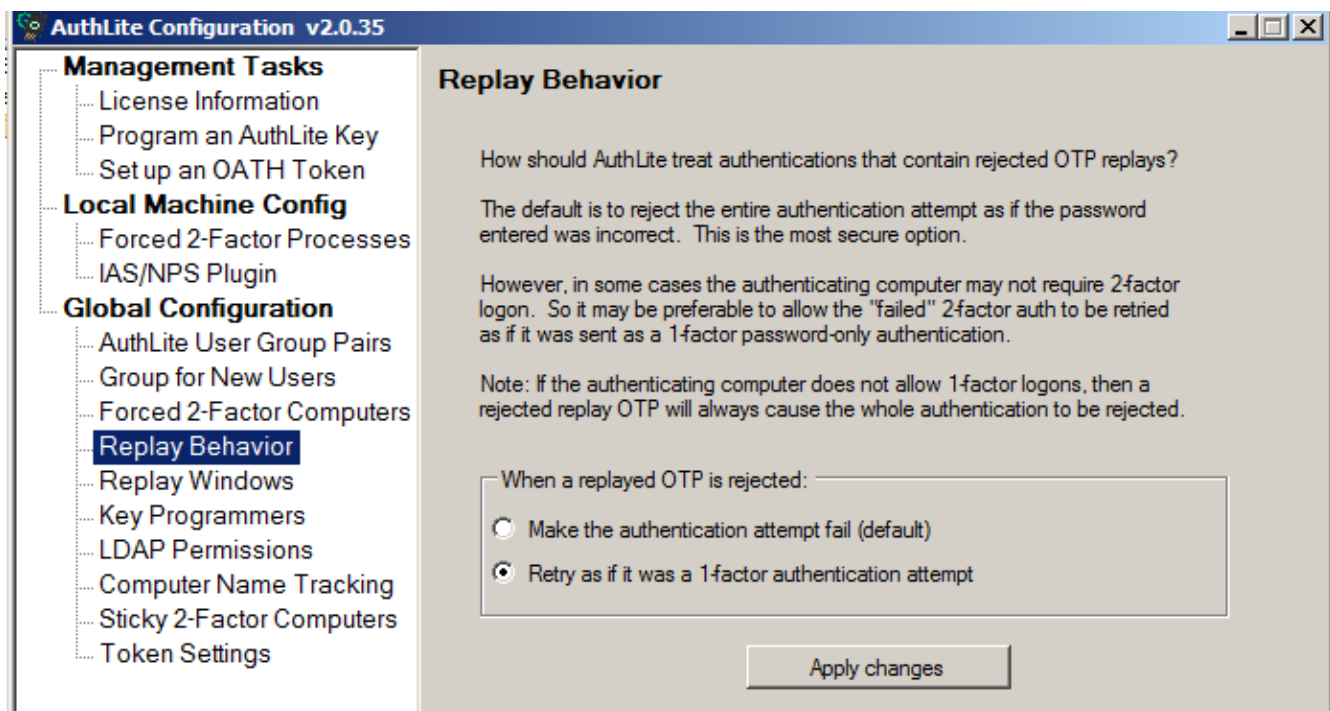 AuthLite Configuration v2.0.35
Management Tasks
License Information
Program an AuthLite Key
Set up an OATH Token
Local Machine Config
Forced 2-Factor Processes
IAS/NPS Plugin
Global Configuration
AuthLite User Group Pairs
Group for New Users
Forced 2-Factor Computers
Replay Behavior
Replay Windows
Key Programmers
LDAP Permissions
Computer Name Tracking
Sticky 2-Factor Computers
Token Settings
Replay Behavior
How should AuthLite treat authentications that contain rejected OTP replays?
The default is to reject the entire authentication attempt as if the password
entered was incorrect. This is the most secure option.
However, in some cases the authenticating computer may not require 2-factor
logon. So it may be preferable to allow the "failed" 2-factor auth to be retried
as if it was sent as a 1-factor password-only authentication.
Note: If the authenticating computer does not allow 1-factor logons, then a
rejected replay OTP will always cause the whole authentication to be rejected.
When a replayed OTP is rejected:
Make the authentication attempt fail (default)
Retry as if it was a 1-factor authentication attempt
Apply changes